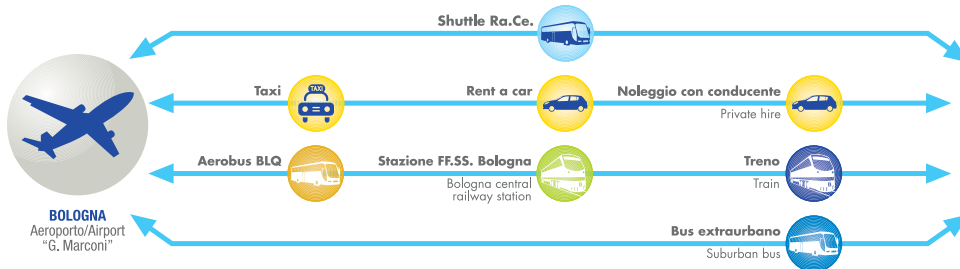 Shuttle Ra.Ce.
Taxi
TAXI
Rent a car
Noleggio con conducente
Private hire
Aerobus BLQ
Stazione FF.SS. Bologna
Bologna central
railway station
Treno
Train
BOLOGNA
Aeroporto/Airport
“G. Marconi”
Bus extraurbano
Suburban bus